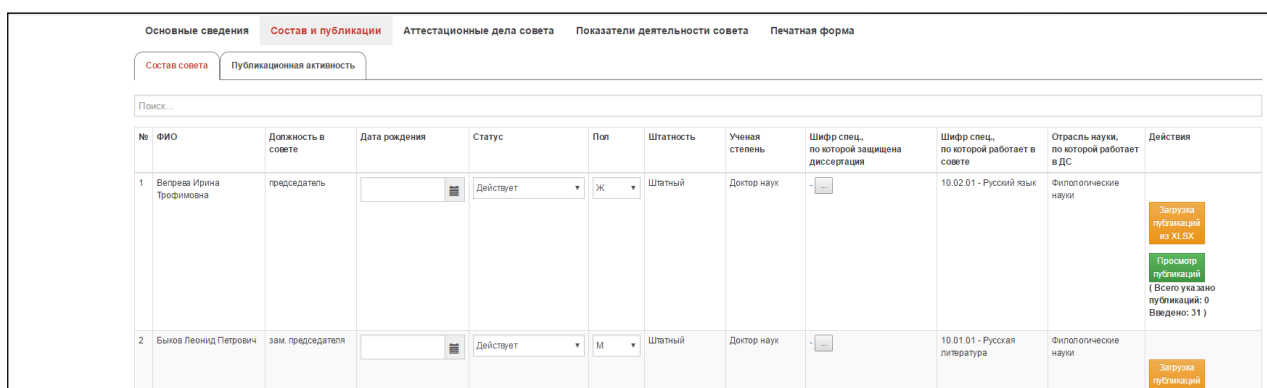 Основные сведения Состав и публикации Аттестационные дела совета Показатели деятельности совета Печатная форма
Состав совета Публикационная активность
Поиск...
№ ФИО Должность в совете Дата рождения Статус Пол Штатность Ученая степень Шифр спец., по которой защищена диссертация Шифр спец., по которой работает в совете Отрасль науки, по которой работает в ДС Действия
1 Вепрева Ирина Трофимовна председатель Действует Ж Штатный Доктор наук - ... 10.02.01 - Русский язык Филологические науки
Загрузка
публикаций
из XLSX
Просмотр
публикаций
( Всего указано
публикаций: 0
Введено: 31 )
2 Быков Леонид Петрович зам. председателя Действует М Штатный Доктор наук - ... 10.01.01 - Русская литература Филологические науки
Загрузка
публикаций